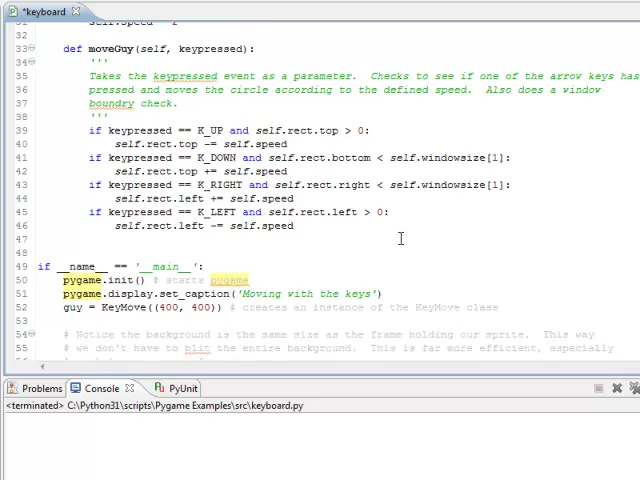 *keyboard
31 self.speed = 2
32
33 def moveGuy(self, keypressed):
34 '''
35 Takes the keypressed event as a parameter.  Checks to see if one of the arrow keys has
36 pressed and moves the circle according to the defined speed.  Also does a window
37 boundry check.
38 '''
39 if keypressed == K_UP and self.rect.top > 0:
40 self.rect.top -= self.speed
41 if keypressed == K_DOWN and self.rect.bottom < self.windowsize[1]:
42 self.rect.top += self.speed
43 if keypressed == K_RIGHT and self.rect.right < self.windowsize[1]:
44 self.rect.left += self.speed
45 if keypressed == K_LEFT and self.rect.left > 0:
46 self.rect.left -= self.speed
47
48
49 if __name__ == '__main__':
50 pygame.init() # starts pygame
51 pygame.display.set_caption('Moving with the keys')
52 guy = KeyMove((400, 400)) # creates an instance of the KeyMove class
53
54 # Notice the background is the same size as the frame holding our sprite.  This way
55 # we don't have to blit the entire background.  This is far more efficient, especially
56
Problems Console PyUnit
<terminated> C:\Python31\scripts\Pygame Examples\src\keyboard.py